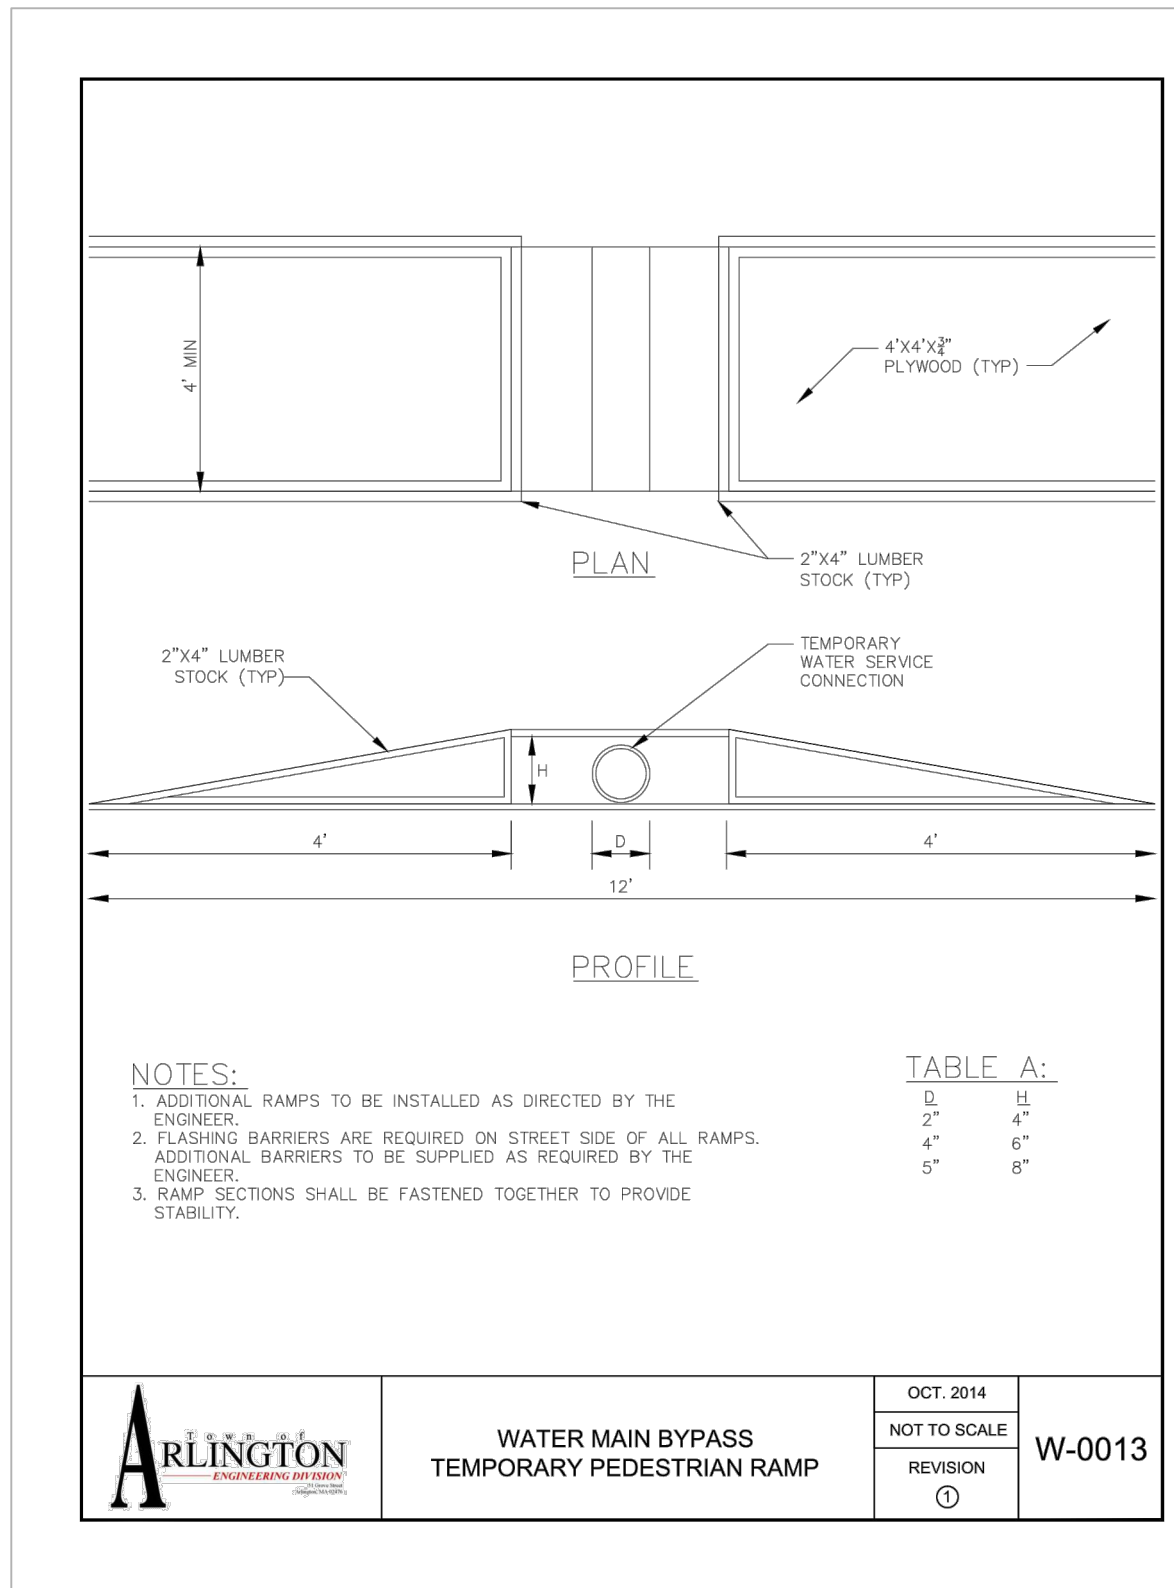 4' MIN
4'X4'X3/4"
PLYWOOD (TYP)
PLAN
2"X4" LUMBER
STOCK (TYP)
2"X4" LUMBER
STOCK (TYP)
TEMPORARY
WATER SERVICE
CONNECTION
H
4'
D
4'
12'
PROFILE
NOTES:
1. ADDITIONAL RAMPS TO BE INSTALLED AS DIRECTED BY THE
ENGINEER.
2. FLASHING BARRIERS ARE REQUIRED ON STREET SIDE OF ALL RAMPS.
ADDITIONAL BARRIERS TO BE SUPPLIED AS REQUIRED BY THE
ENGINEER.
3. RAMP SECTIONS SHALL BE FASTENED TOGETHER TO PROVIDE
STABILITY.
TABLE A:
D H
2" 4"
4" 6"
5" 8"
Town of
ARLINGTON
ENGINEERING DIVISION
WATER MAIN BYPASS
TEMPORARY PEDESTRIAN RAMP
OCT. 2014
NOT TO SCALE
REVISION
1
W-0013